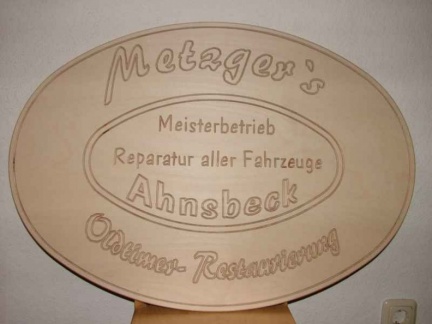 Metzger's
Meisterbetrieb
Reparatur aller Fahrzeuge
Ahnsbeck
Oldtimer-Restaurierung